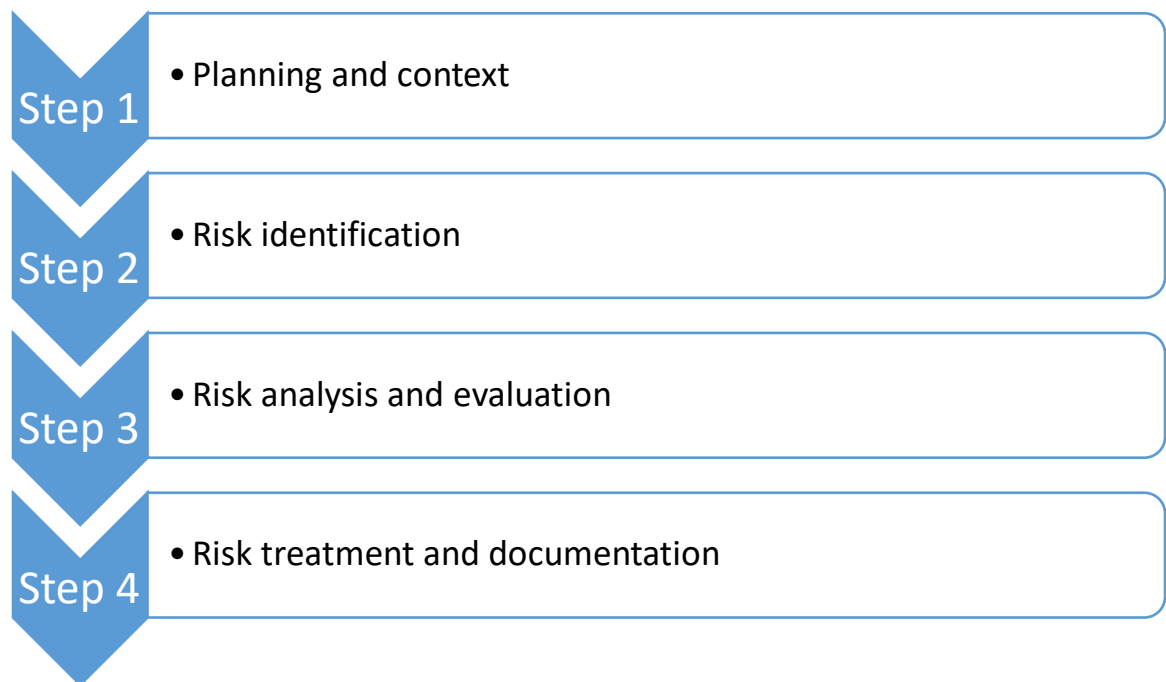 Step 1
• Planning and context
Step 2
• Risk identification
Step 3
• Risk analysis and evaluation
Step 4
• Risk treatment and documentation